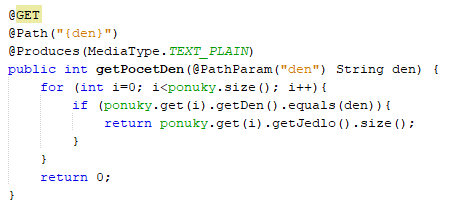 @GET
@Path("{den}")
@Produces(MediaType.TEXT_PLAIN)
public int getPocetDen(@PathParam("den") String den) {
    for (int i=0; i<ponuky.size(); i++){
        if (ponuky.get(i).getDen().equals(den)){
            return ponuky.get(i).getJedlo().size();
        }
    }
    return 0;
}